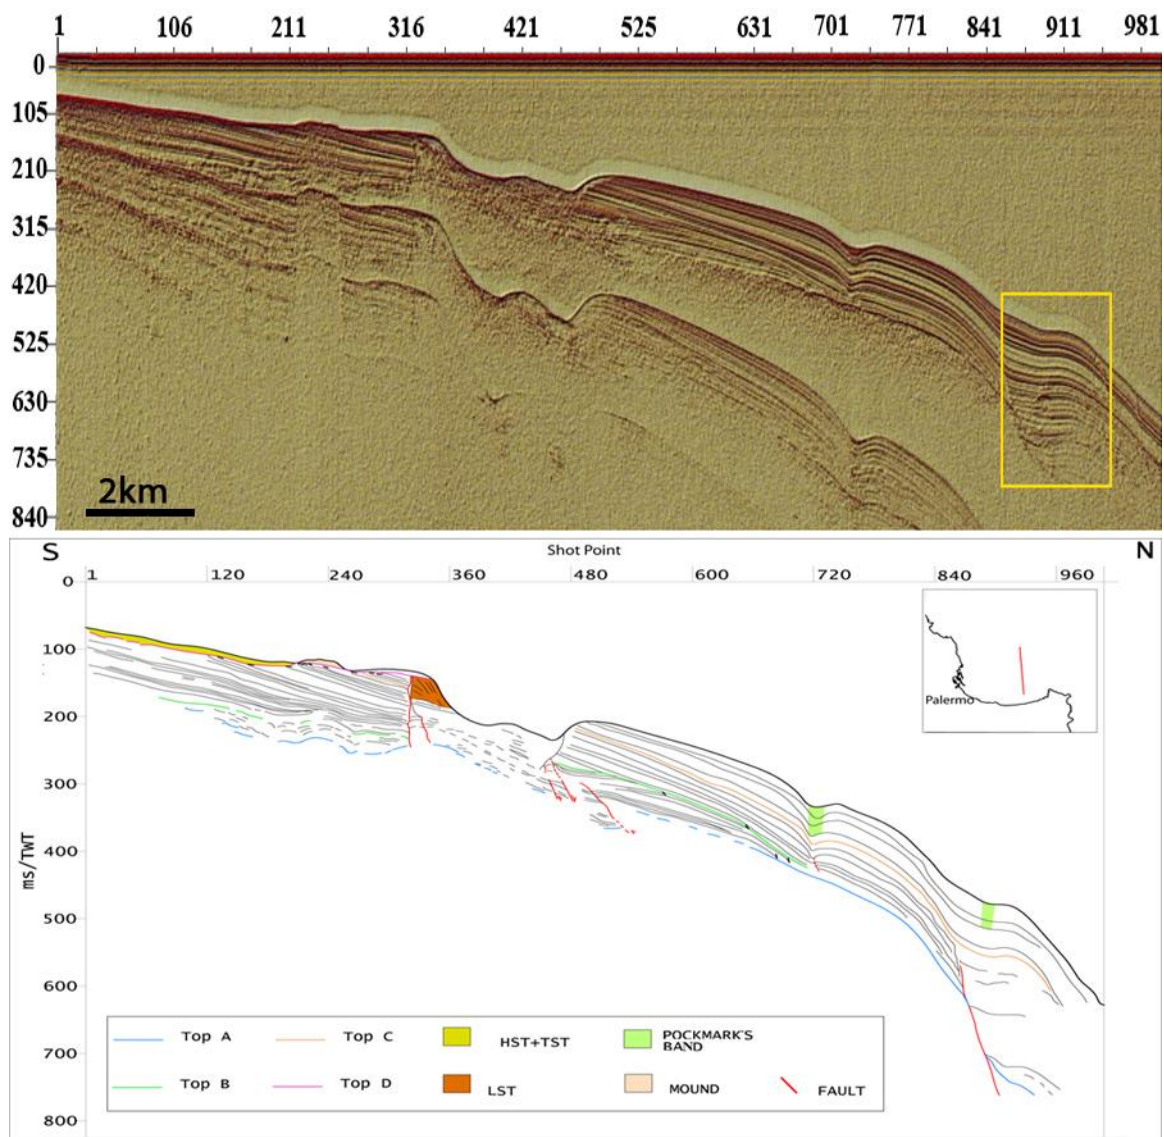 1 106 211 316 421 525 631 701 771 841 911 981
0
105
210
315
420
525
630
735
840
2km
S Shot Point N
1 120 240 360 480 600 720 840 960
0
100
200
300
400
500
600
700
800
ms/TWT
Palermo
Top A Top C HST+TST POCKMARK'S BAND
Top B Top D LST MOUND FAULT